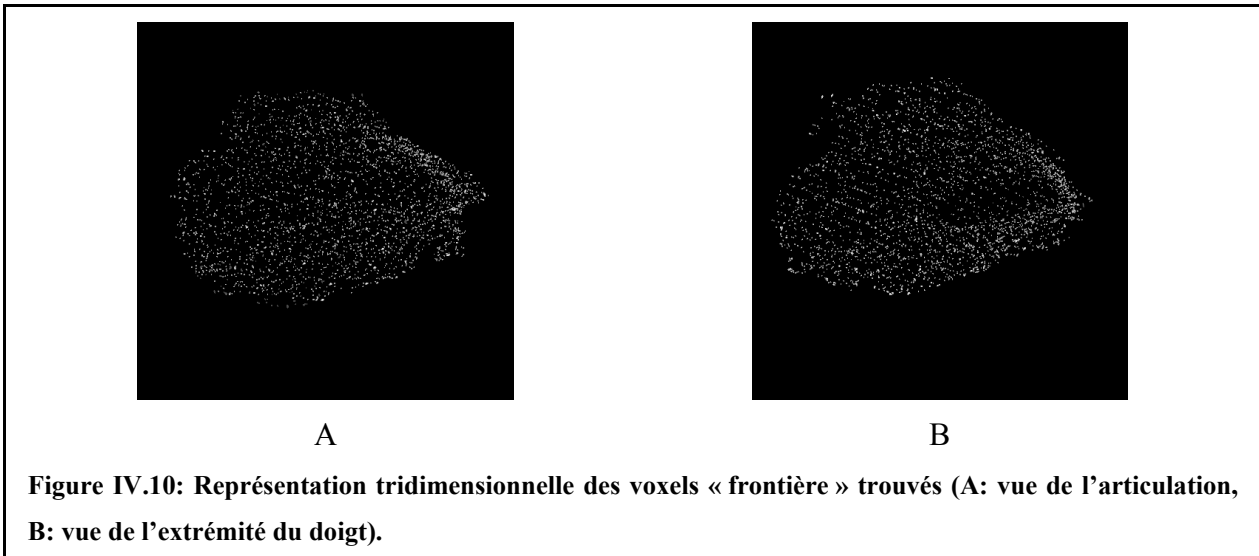 A
B
Figure IV.10: Représentation tridimensionnelle des voxels « frontière » trouvés (A: vue de l’articulation,
B: vue de l’extrémité du doigt).